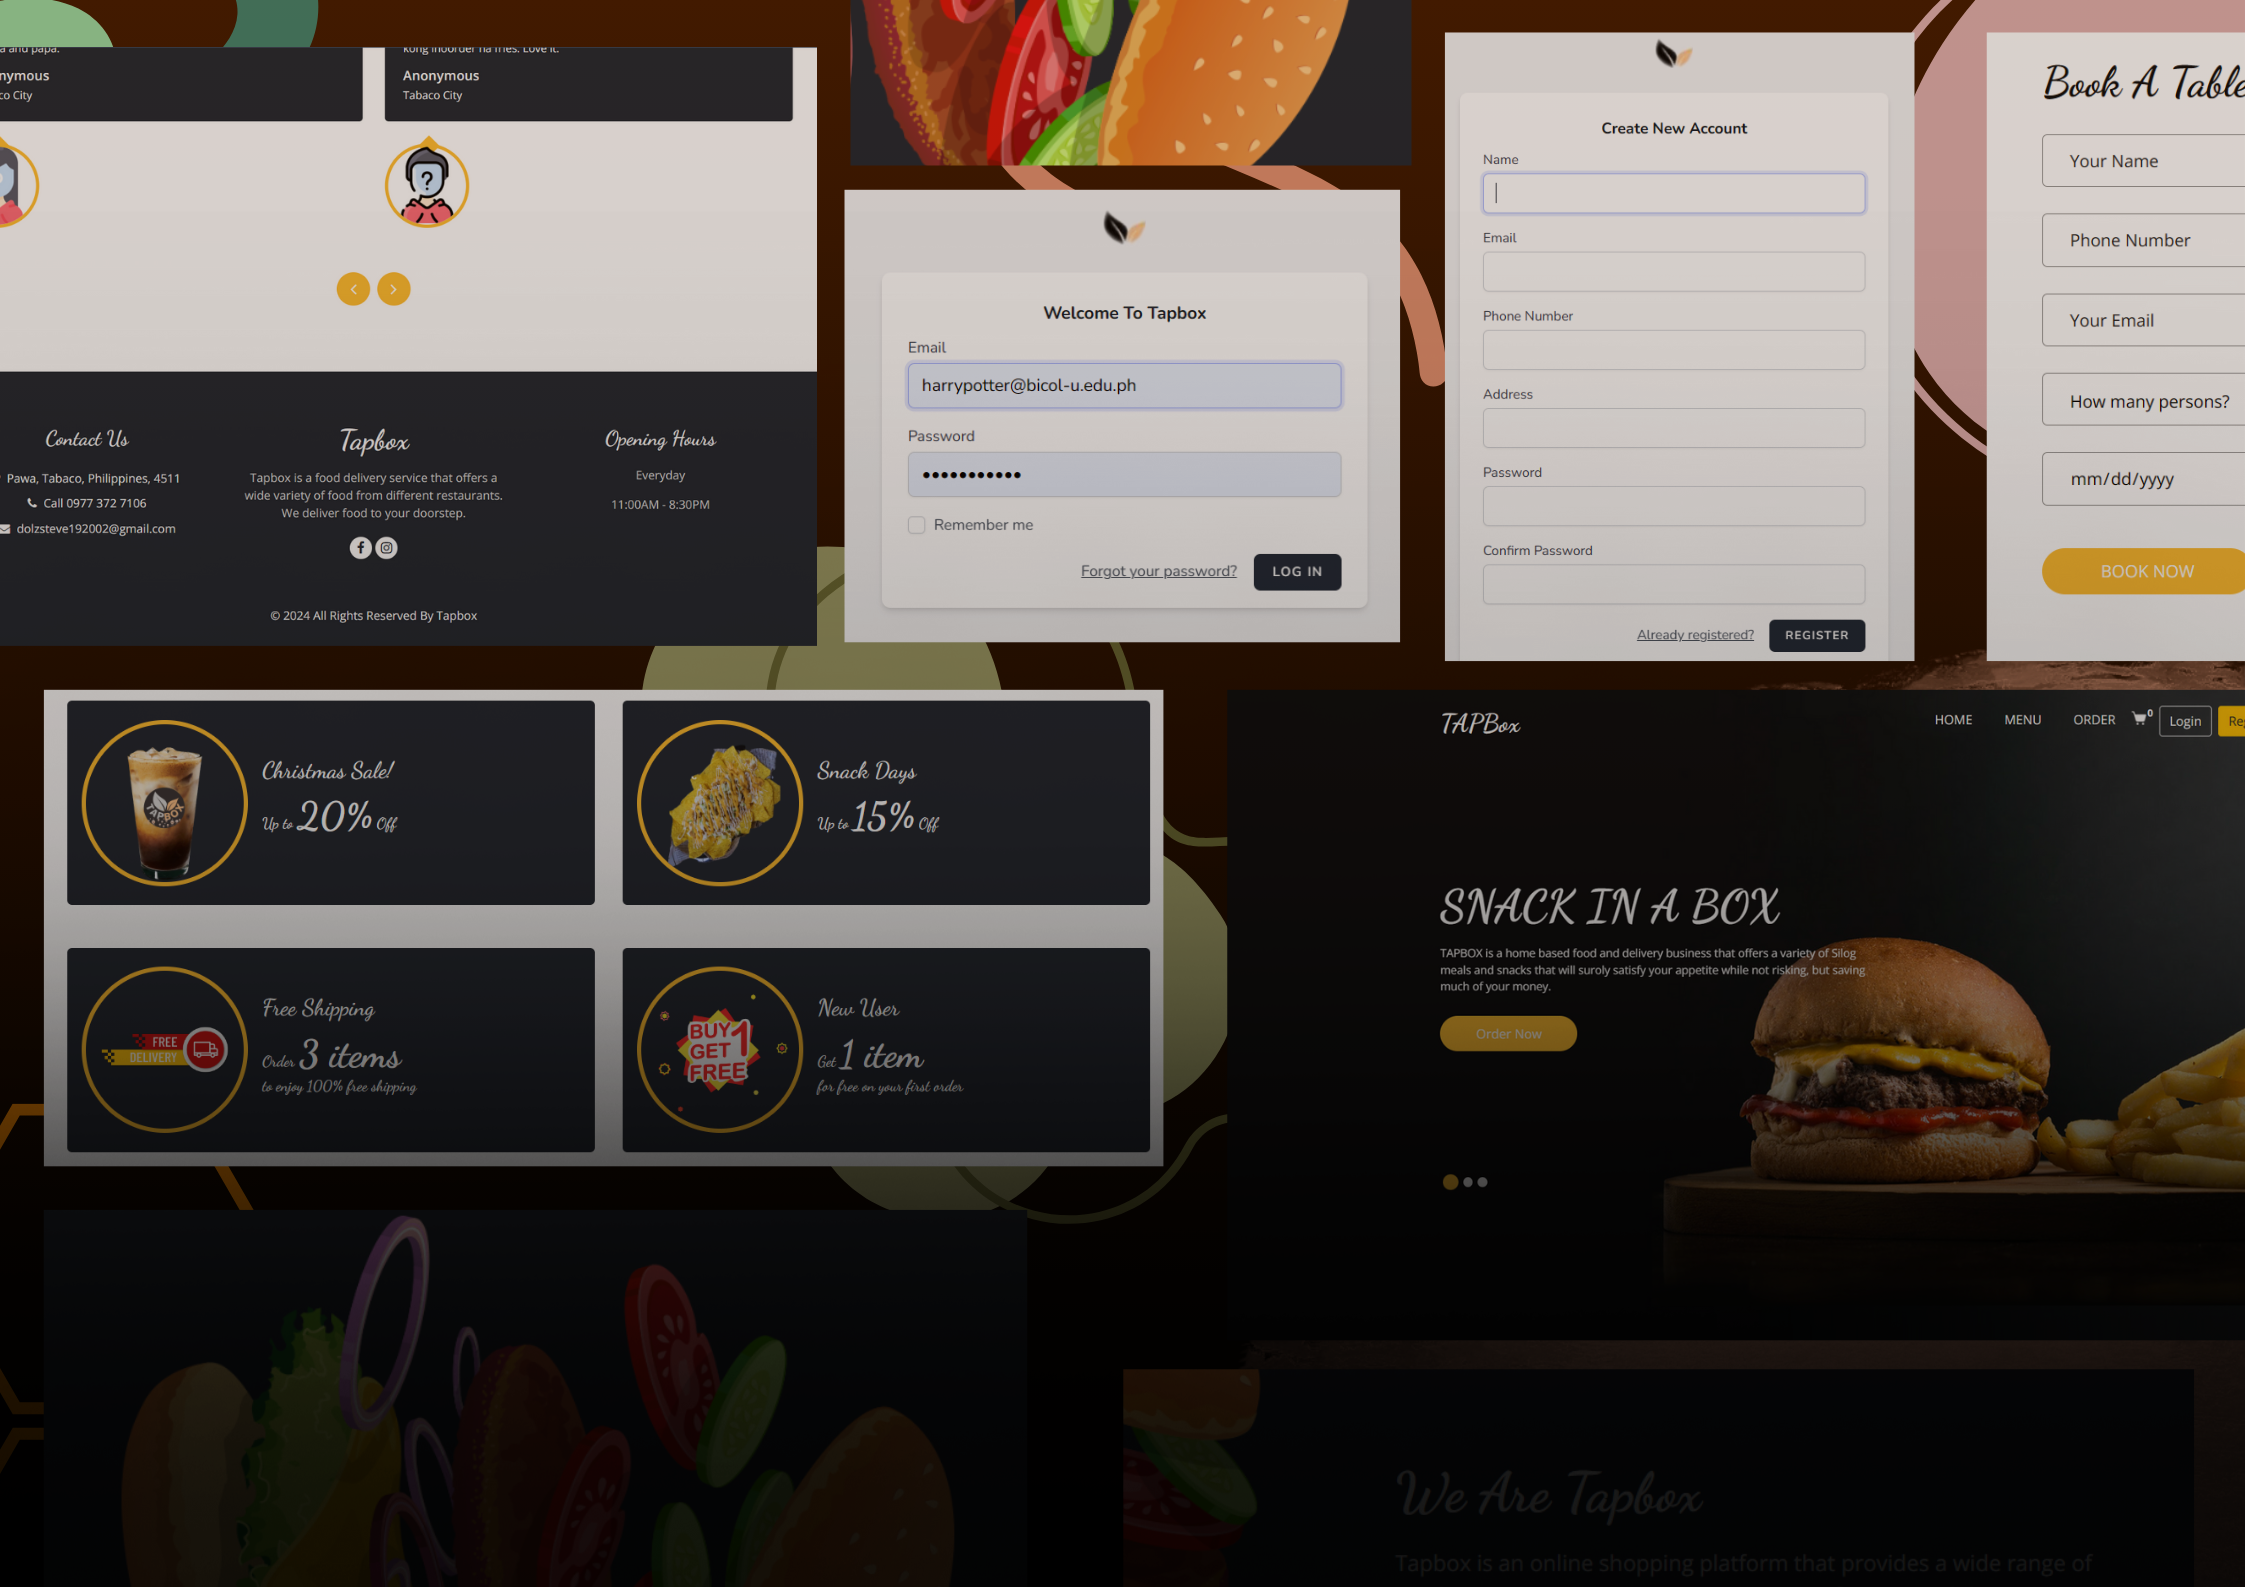 a and papa.
nymous
co City
kong inoorder na fries. Love it.
Anonymous
Tabaco City
Contact Us
Pawa, Tabaco, Philippines, 4511
Call 0977 372 7106
dolzsteve192002@gmail.com
Tapbox
Tapbox is a food delivery service that offers a
wide variety of food from different restaurants.
We deliver food to your doorstep.
Opening Hours
Everyday
11:00AM - 8:30PM
© 2024 All Rights Reserved By Tapbox
Welcome To Tapbox
Email
harrypotter@bicol-u.edu.ph
Password
•••••••••••
Remember me
Forgot your password?
LOG IN
Create New Account
Name
Email
Phone Number
Address
Password
Confirm Password
Already registered?
REGISTER
Book A Table
Your Name
Phone Number
Your Email
How many persons?
mm/dd/yyyy
BOOK NOW
TAPBOX
Christmas Sale!
Up to 20% Off
Snack Days
Up to 15% Off
FREE
DELIVERY
Free Shipping
Order 3 items
to enjoy 100% free shipping
BUY 1
GET
FREE
New User
Get 1 item
for free on your first order
TAPBox
HOME
MENU
ORDER
0
Login
Reg
SNACK IN A BOX
TAPBOX is a home based food and delivery business that offers a variety of Silog
meals and snacks that will suroly satisfy your appetite while not risking, but saving
much of your money.
Order Now
We Are Tapbox
Tapbox is an online shopping platform that provides a wide range of